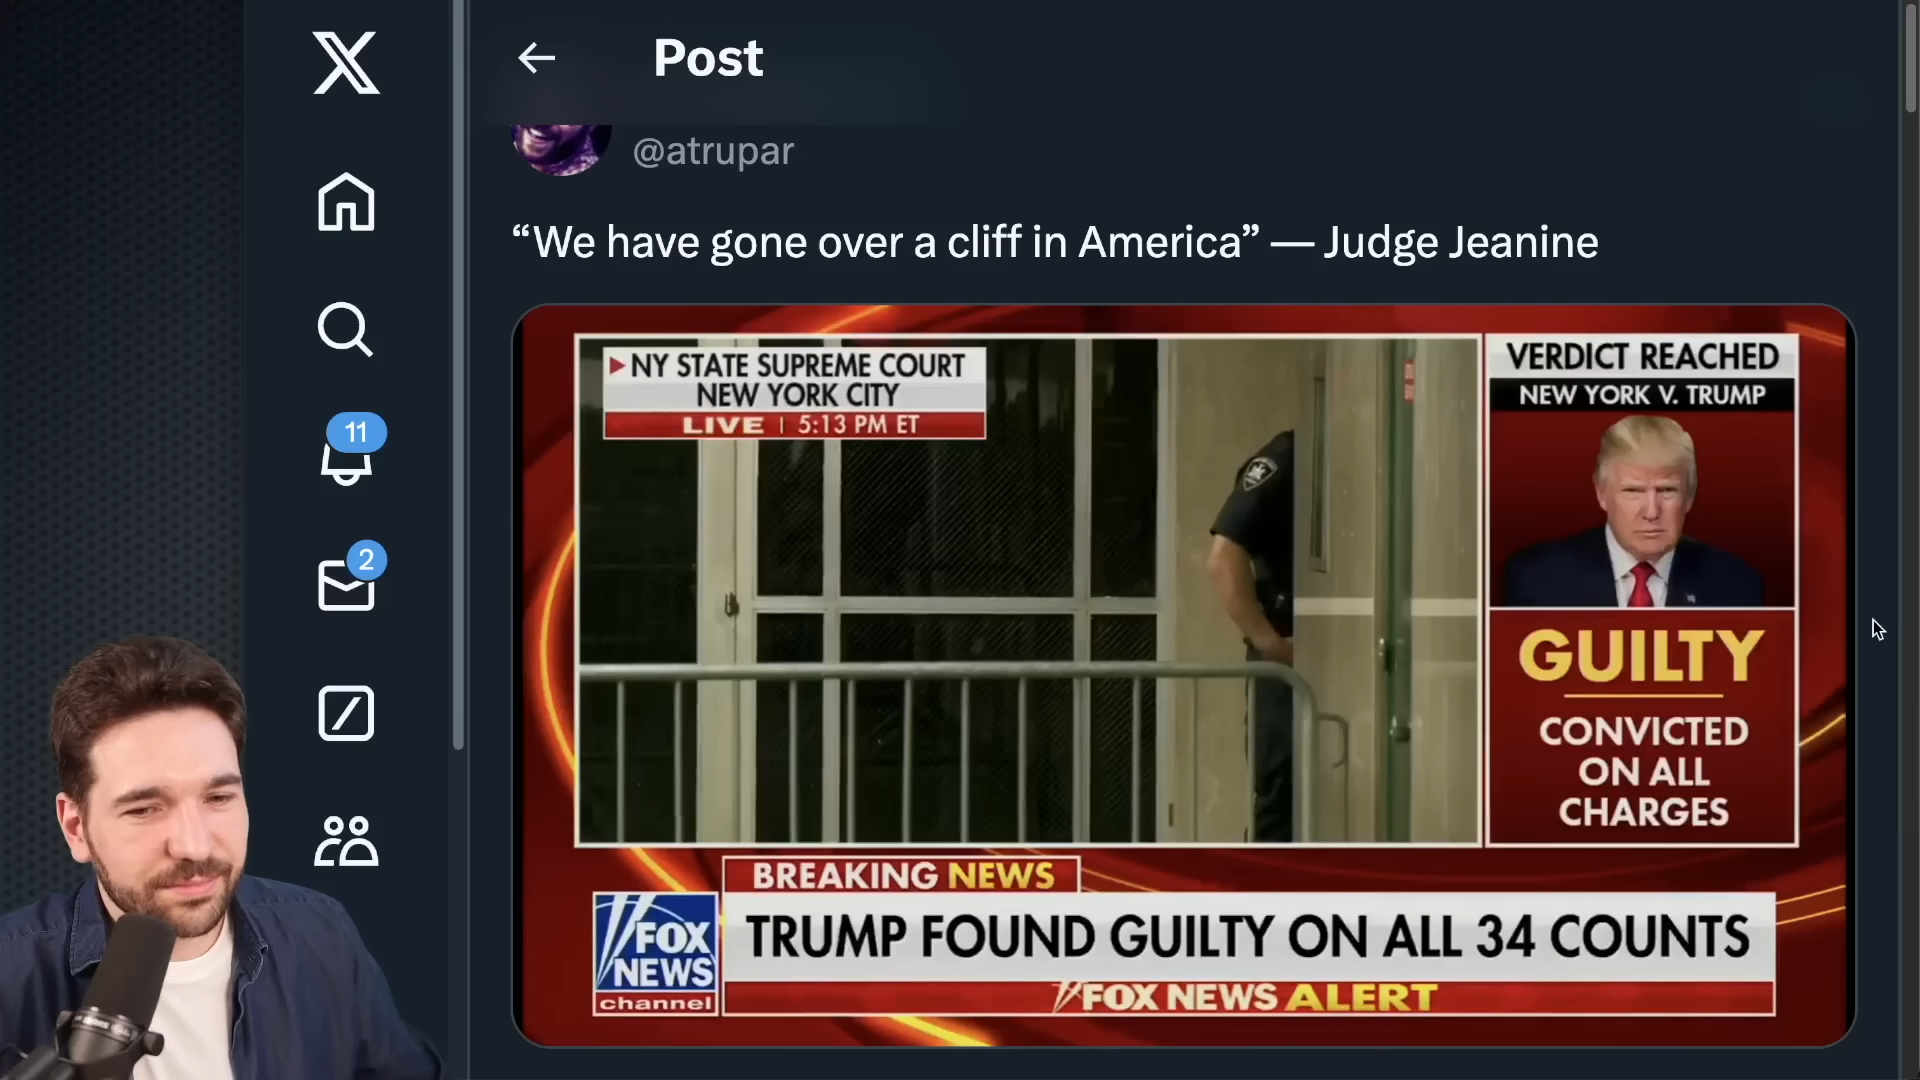 Post
@atrupar
“We have gone over a cliff in America” — Judge Jeanine
NY STATE SUPREME COURT
NEW YORK CITY
LIVE | 5:13 PM ET
VERDICT REACHED
NEW YORK V. TRUMP
GUILTY
CONVICTED
ON ALL
CHARGES
11
2
BREAKING NEWS
FOX
NEWS
channel
TRUMP FOUND GUILTY ON ALL 34 COUNTS
FOX NEWS ALERT